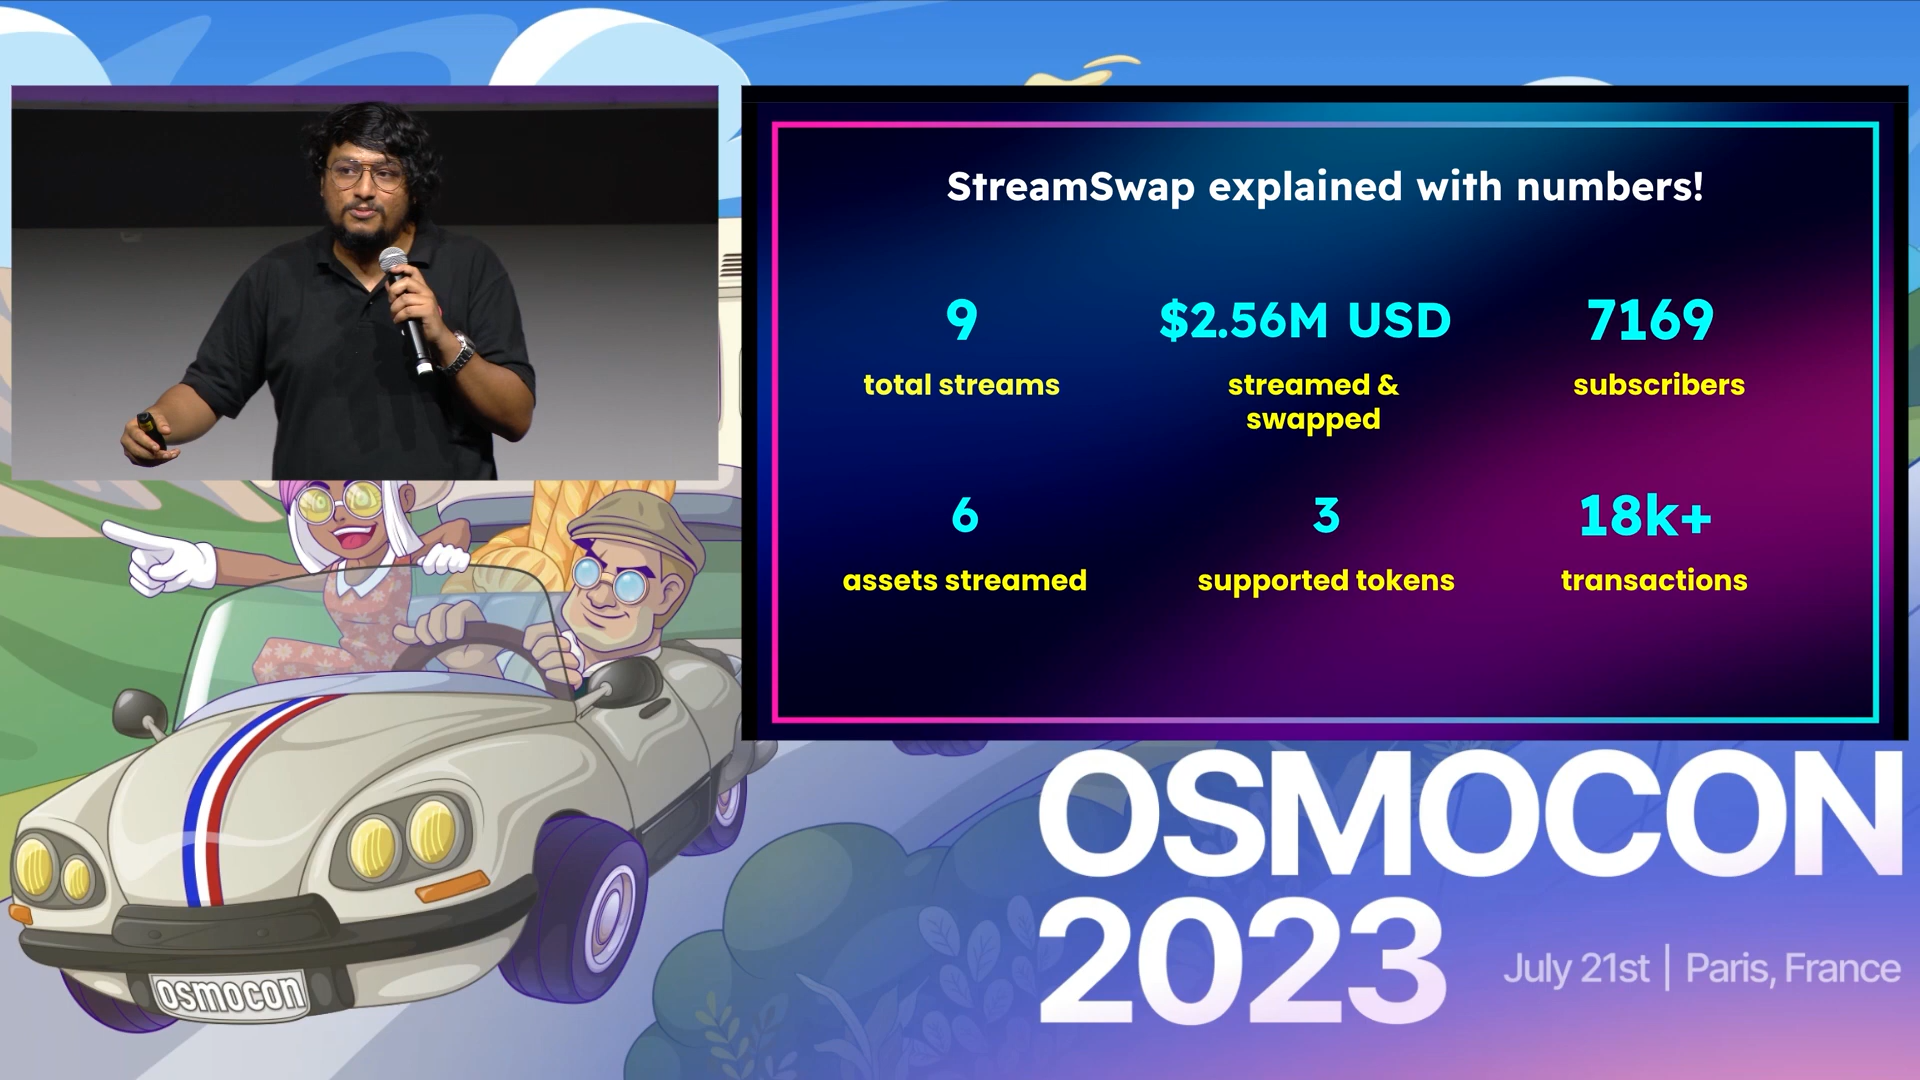 StreamSwap explained with numbers!
9
total streams
$2.56M USD
streamed &
swapped
7169
subscribers
6
assets streamed
3
supported tokens
18k+
transactions
osmocon
OSMOCON
2023
July 21st | Paris, France